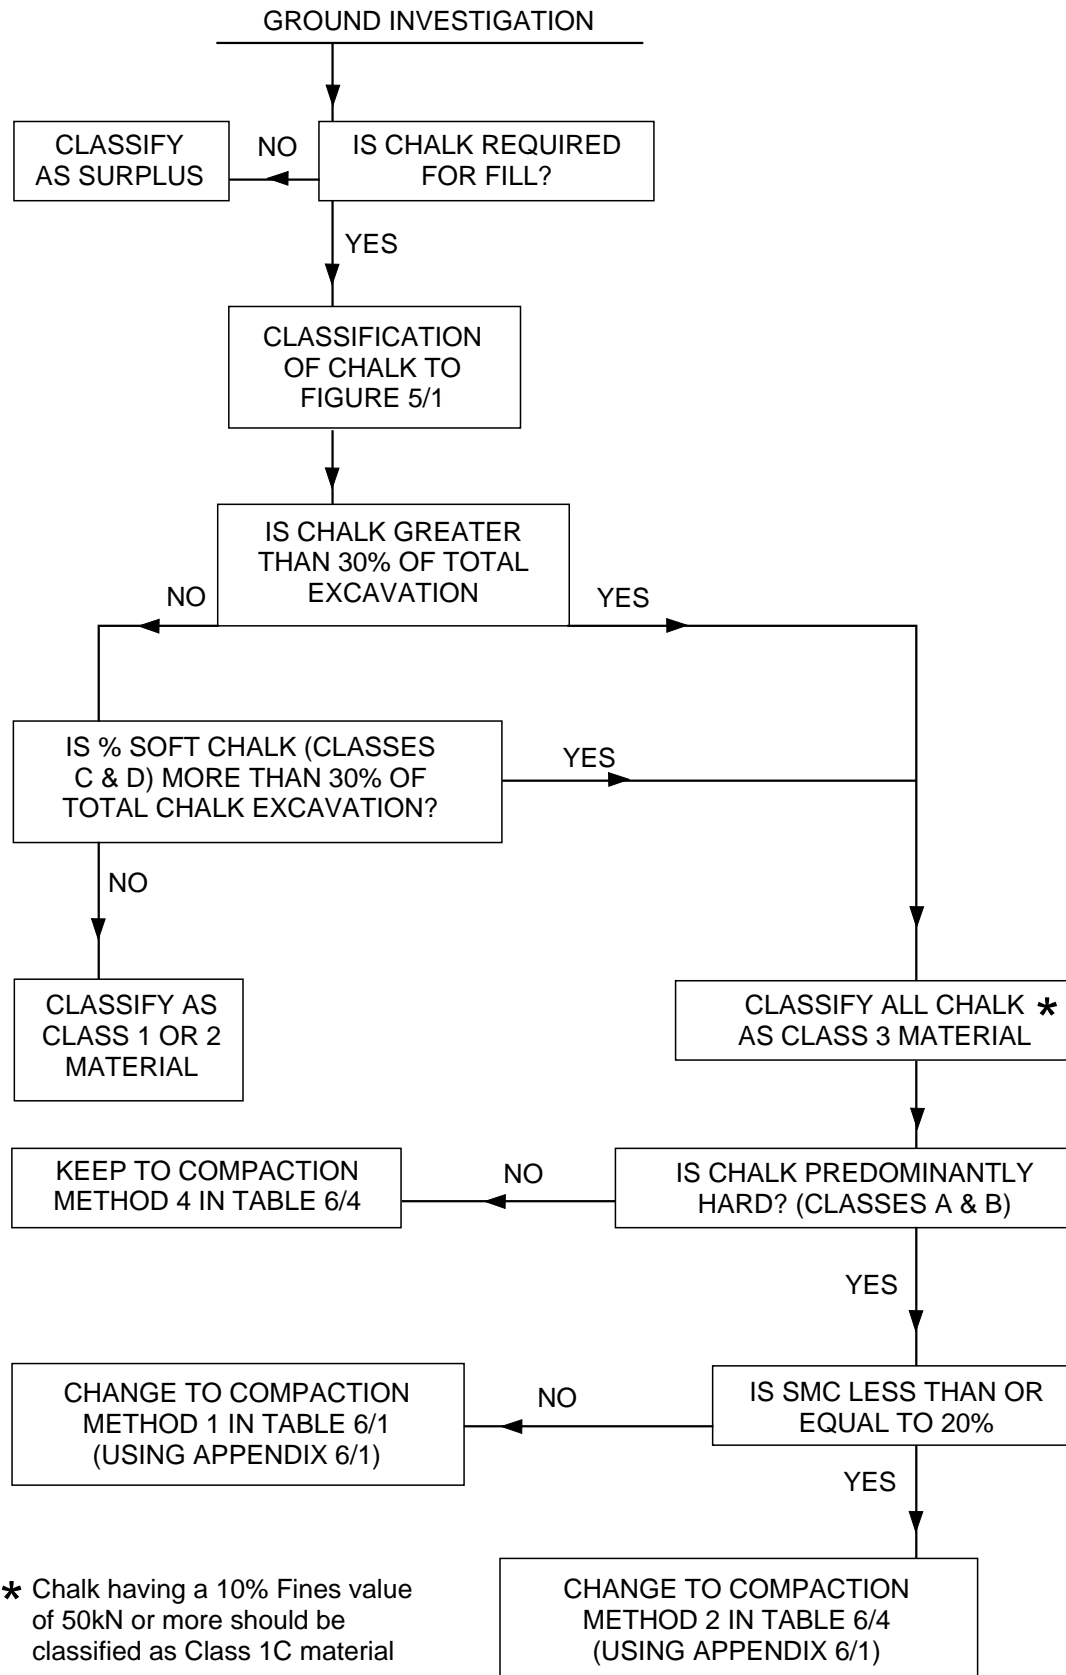 GROUND INVESTIGATION
CLASSIFY
AS SURPLUS
NO
IS CHALK REQUIRED
FOR FILL?
YES
CLASSIFICATION
OF CHALK TO
FIGURE 5/1
IS CHALK GREATER
THAN 30% OF TOTAL
EXCAVATION
NO
YES
IS % SOFT CHALK (CLASSES
C & D) MORE THAN 30% OF
TOTAL CHALK EXCAVATION?
YES
NO
CLASSIFY AS
CLASS 1 OR 2
MATERIAL
CLASSIFY ALL CHALK *
AS CLASS 3 MATERIAL
KEEP TO COMPACTION
METHOD 4 IN TABLE 6/4
NO
IS CHALK PREDOMINANTLY
HARD? (CLASSES A & B)
YES
CHANGE TO COMPACTION
METHOD 1 IN TABLE 6/1
(USING APPENDIX 6/1)
NO
IS SMC LESS THAN OR
EQUAL TO 20%
YES
* Chalk having a 10% Fines value
of 50kN or more should be
classified as Class 1C material
CHANGE TO COMPACTION
METHOD 2 IN TABLE 6/4
(USING APPENDIX 6/1)